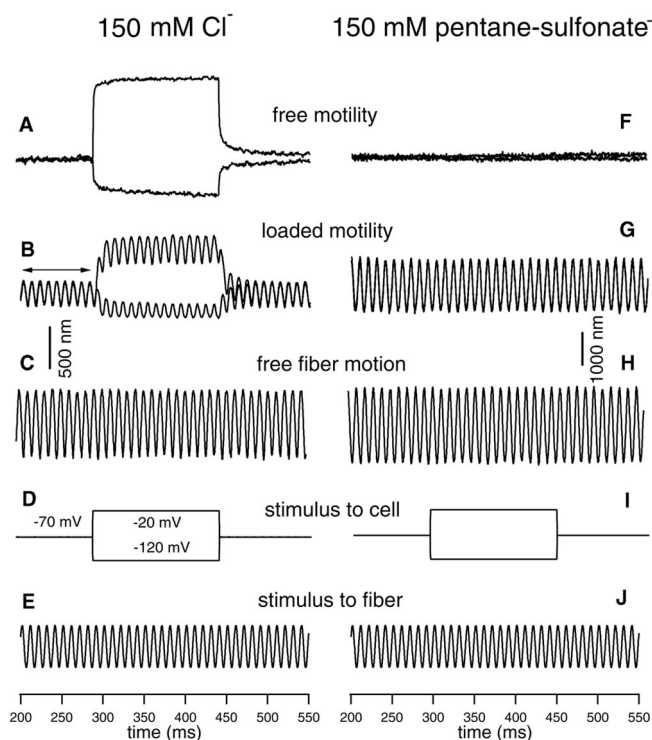 150 mM Cl⁻ 150 mM pentane-sulfonate⁻
A free motility F
B loaded motility G
500 nm 1000 nm
C free fiber motion H
D stimulus to cell I
-70 mV -20 mV
-120 mV
E stimulus to fiber J
200 250 300 350 400 450 500 550 200 250 300 350 400 450 500 550
time (ms) time (ms)